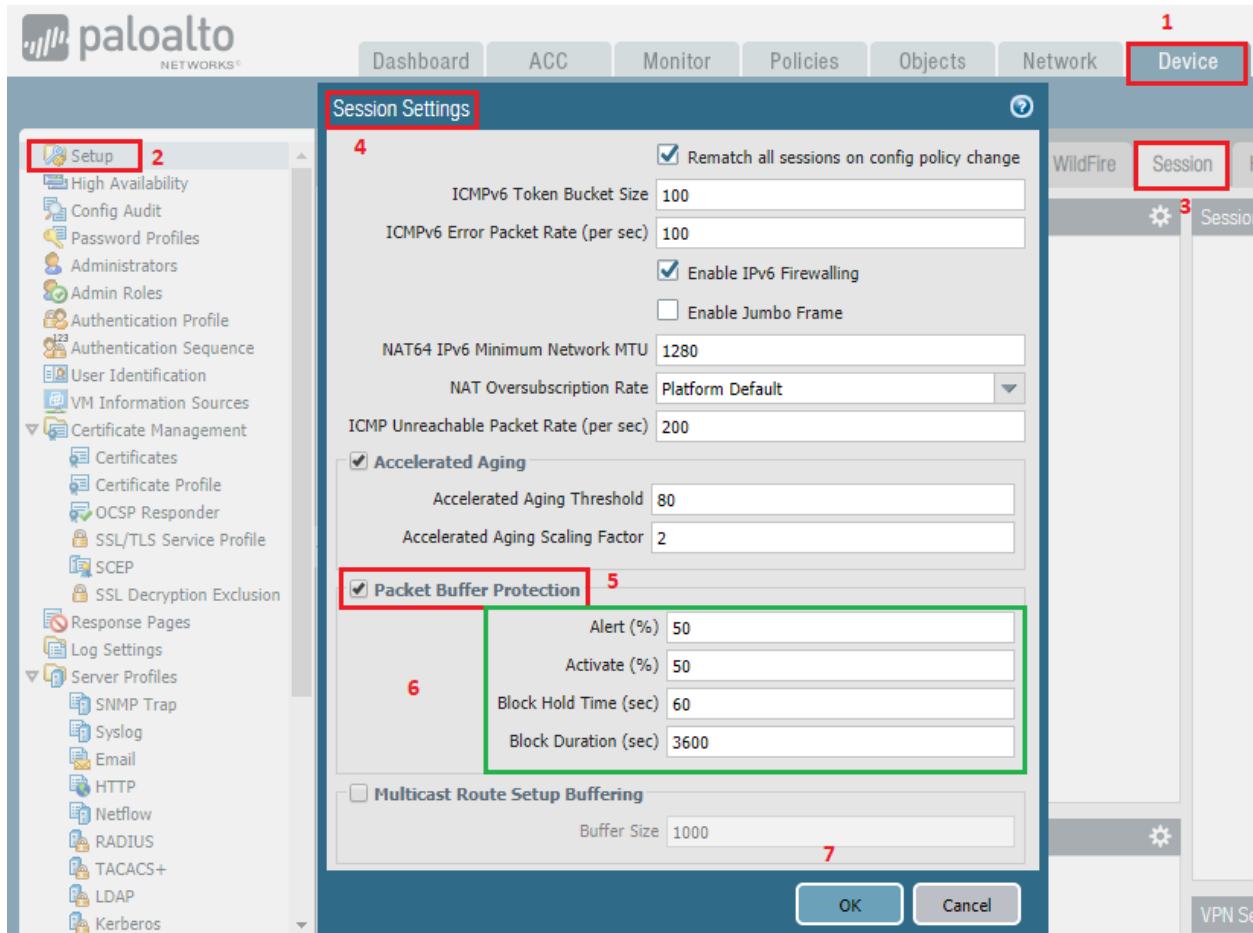 1
paloalto
NETWORKS®
Dashboard ACC Monitor Policies Objects Network Device
Session Settings
4
Setup 2
High Availability
Config Audit
Password Profiles
Administrators
Admin Roles
Authentication Profile
123
Authentication Sequence
User Identification
VM Information Sources
Certificate Management
Certificates
Certificate Profile
OCSP Responder
SSL/TLS Service Profile
SCEP
SSL Decryption Exclusion
Response Pages
Log Settings
Server Profiles
SNMP Trap
Syslog
Email
HTTP
Netflow
RADIUS
TACACS+
LDAP
Kerberos
Rematch all sessions on config policy change
ICMPv6 Token Bucket Size 100
ICMPv6 Error Packet Rate (per sec) 100
Enable IPv6 Firewalling
Enable Jumbo Frame
NAT64 IPv6 Minimum Network MTU 1280
NAT Oversubscription Rate Platform Default
ICMP Unreachable Packet Rate (per sec) 200
Accelerated Aging
Accelerated Aging Threshold 80
Accelerated Aging Scaling Factor 2
Packet Buffer Protection 5
6
Alert (%) 50
Activate (%) 50
Block Hold Time (sec) 60
Block Duration (sec) 3600
Multicast Route Setup Buffering
Buffer Size 1000
7
OK Cancel
WildFire Session
3
Sessio
VPN Se